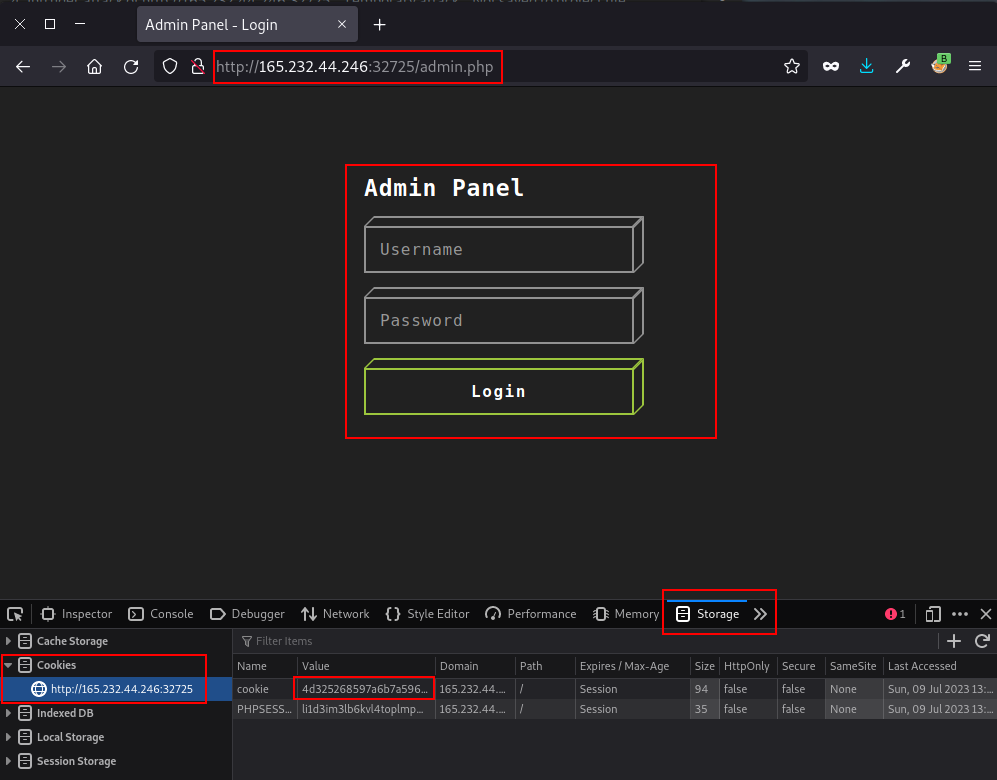 Admin Panel - Login
http://165.232.44.246:32725/admin.php
B
Admin Panel
Username
Password
Login
Inspector Console Debugger Network Style Editor Performance Memory Storage 1
Cache Storage
Cookies
http://165.232.44.246:32725
Indexed DB
Local Storage
Session Storage
Filter Items
Name Value Domain Path Expires / Max-Age Size HttpOnly Secure SameSite Last Accessed
cookie 4d325268597a6b7a596... 165.232.44.... / Session 94 false false None Sun, 09 Jul 2023 13:...
PHPSESS... li1d3im3lb6kvl4toplmp... 165.232.44.... / Session 35 false false None Sun, 09 Jul 2023 13:...